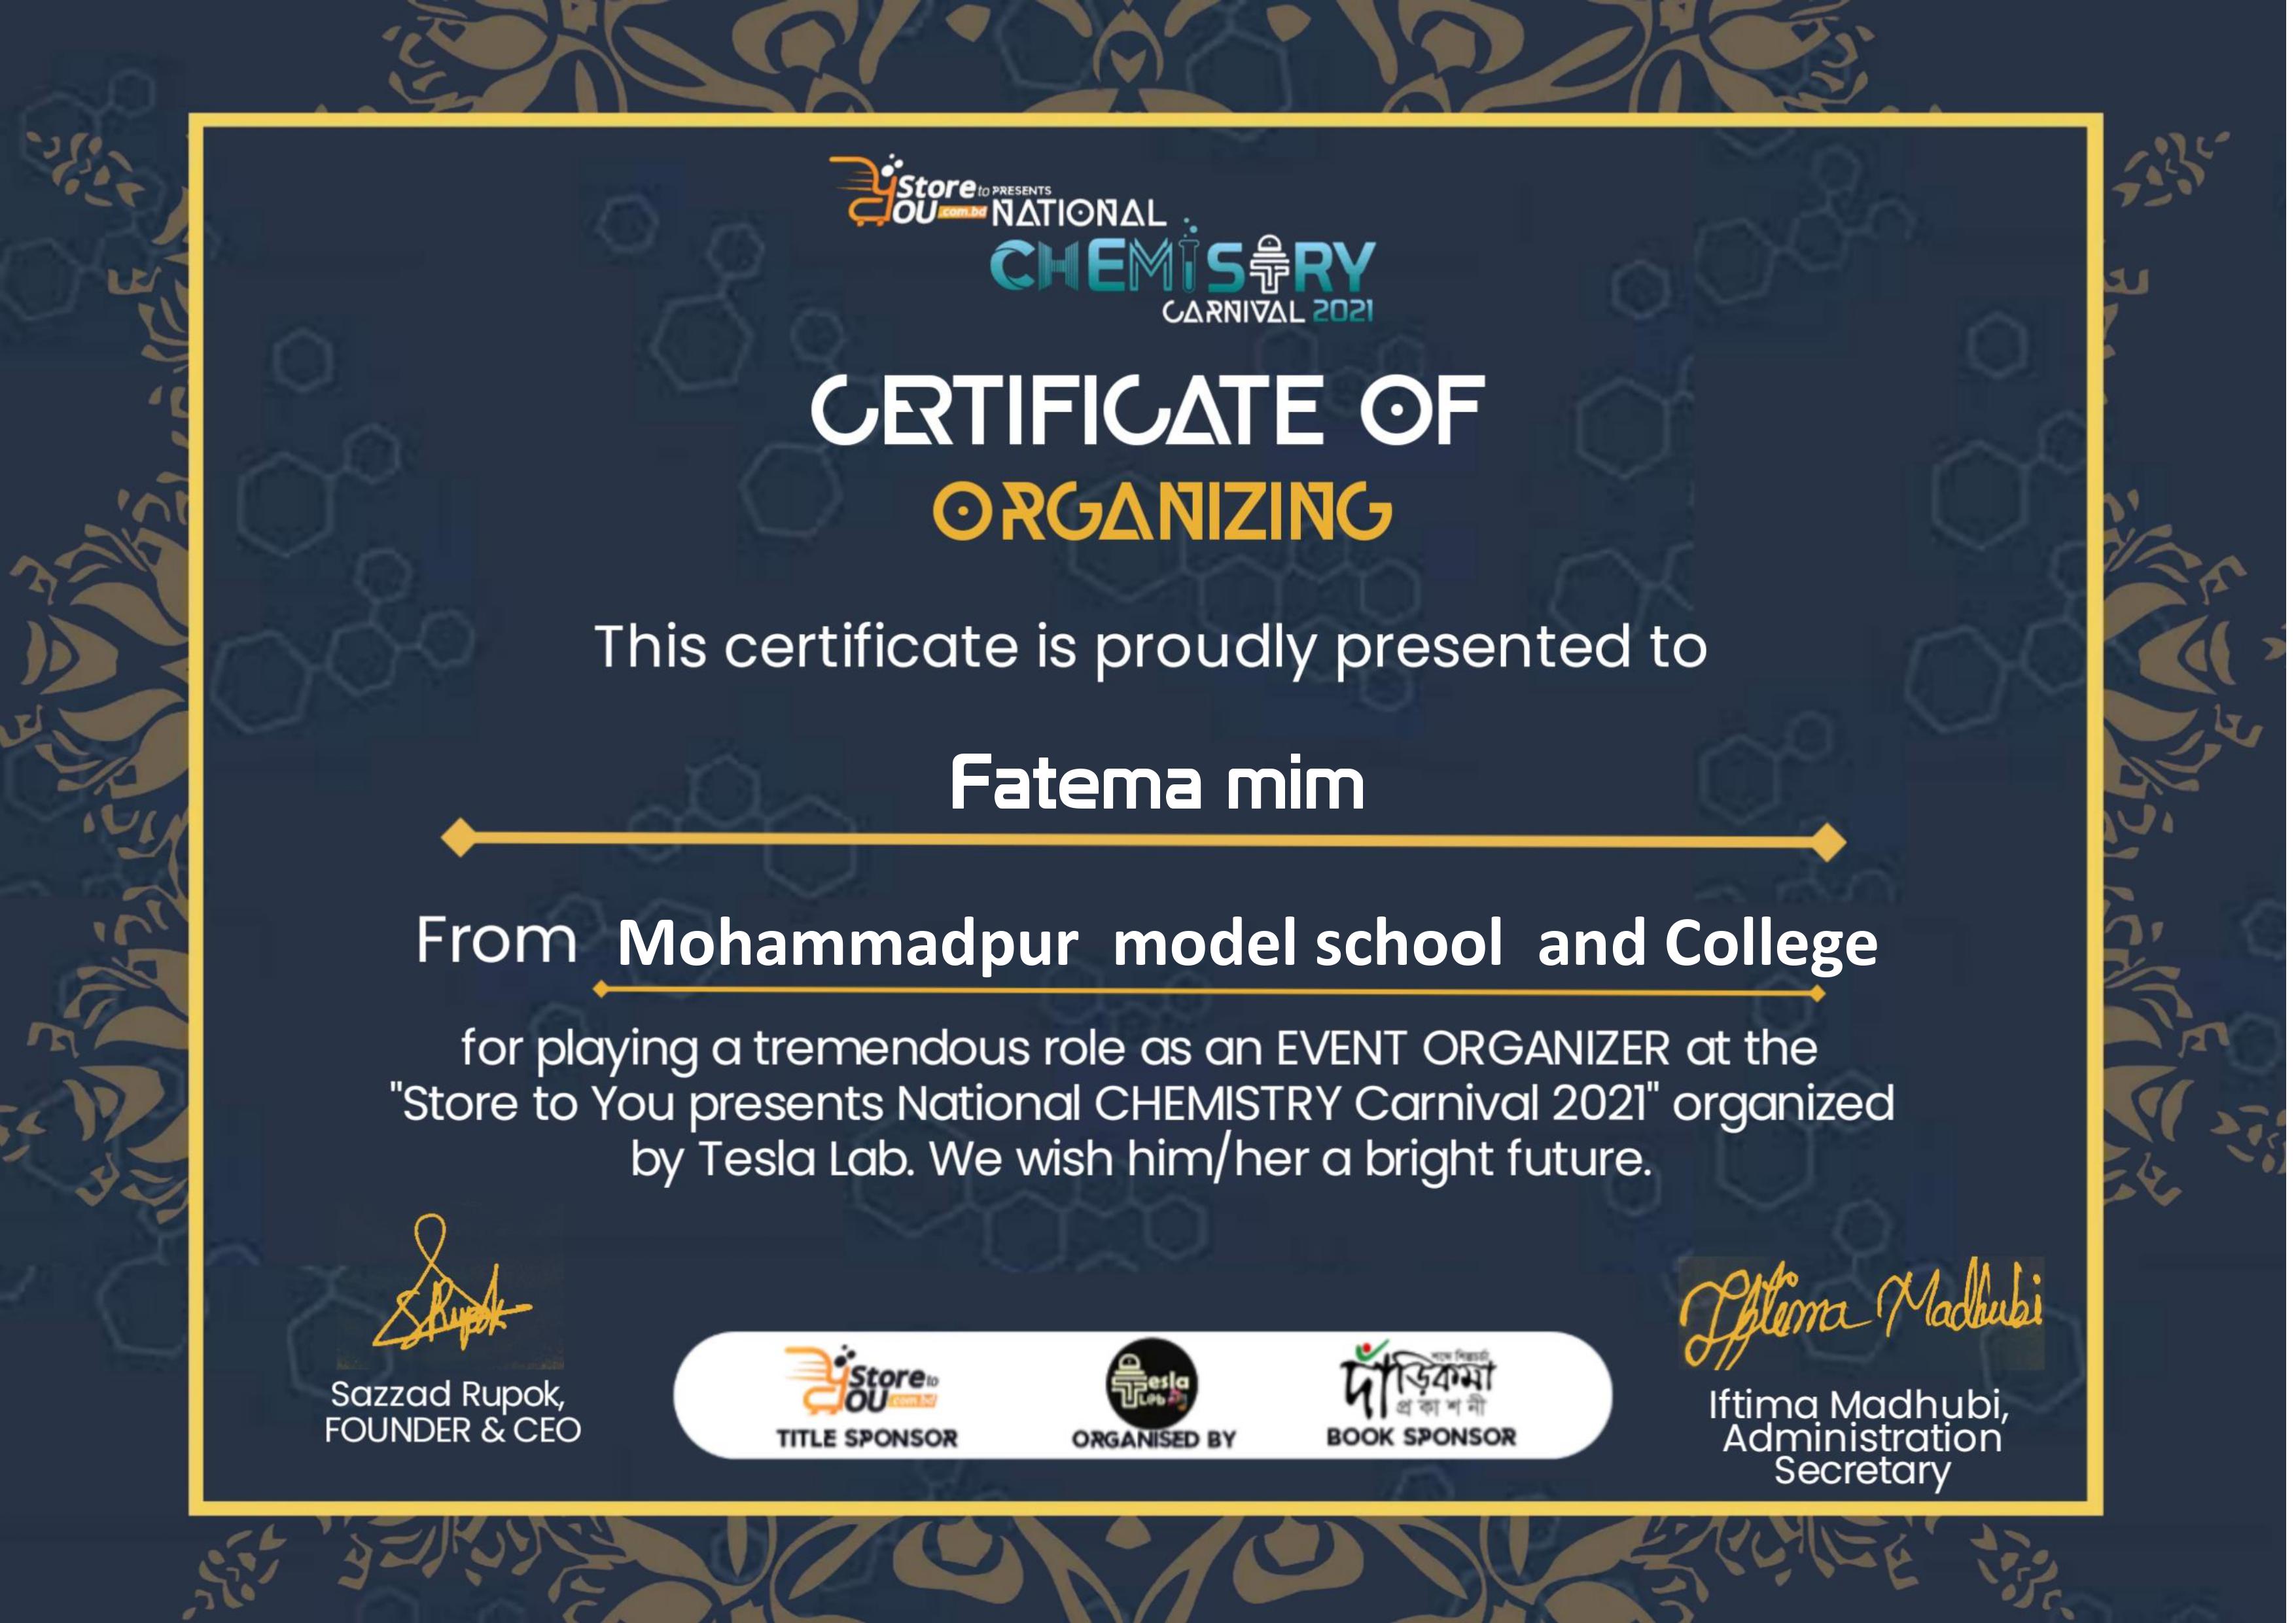 Store to PRESENTS
YOU .com.bd NATIONAL
CHEMISTRY
CARNIVAL 2021
CERTIFICATE OF
ORGANIZING
This certificate is proudly presented to
Fatema mim
From Mohammadpur model school and College
for playing a tremendous role as an EVENT ORGANIZER at the
"Store to You presents National CHEMISTRY Carnival 2021" organized
by Tesla Lab. We wish him/her a bright future.
SRupok
Iftima Madhubi
Sazzad Rupok,
FOUNDER & CEO
Store to
YOU .com.bd
TITLE SPONSOR
Tesla
Lab
ORGANISED BY
দাঁড়িকমা
প্রকাশনী
BOOK SPONSOR
Iftima Madhubi,
Administration
Secretary